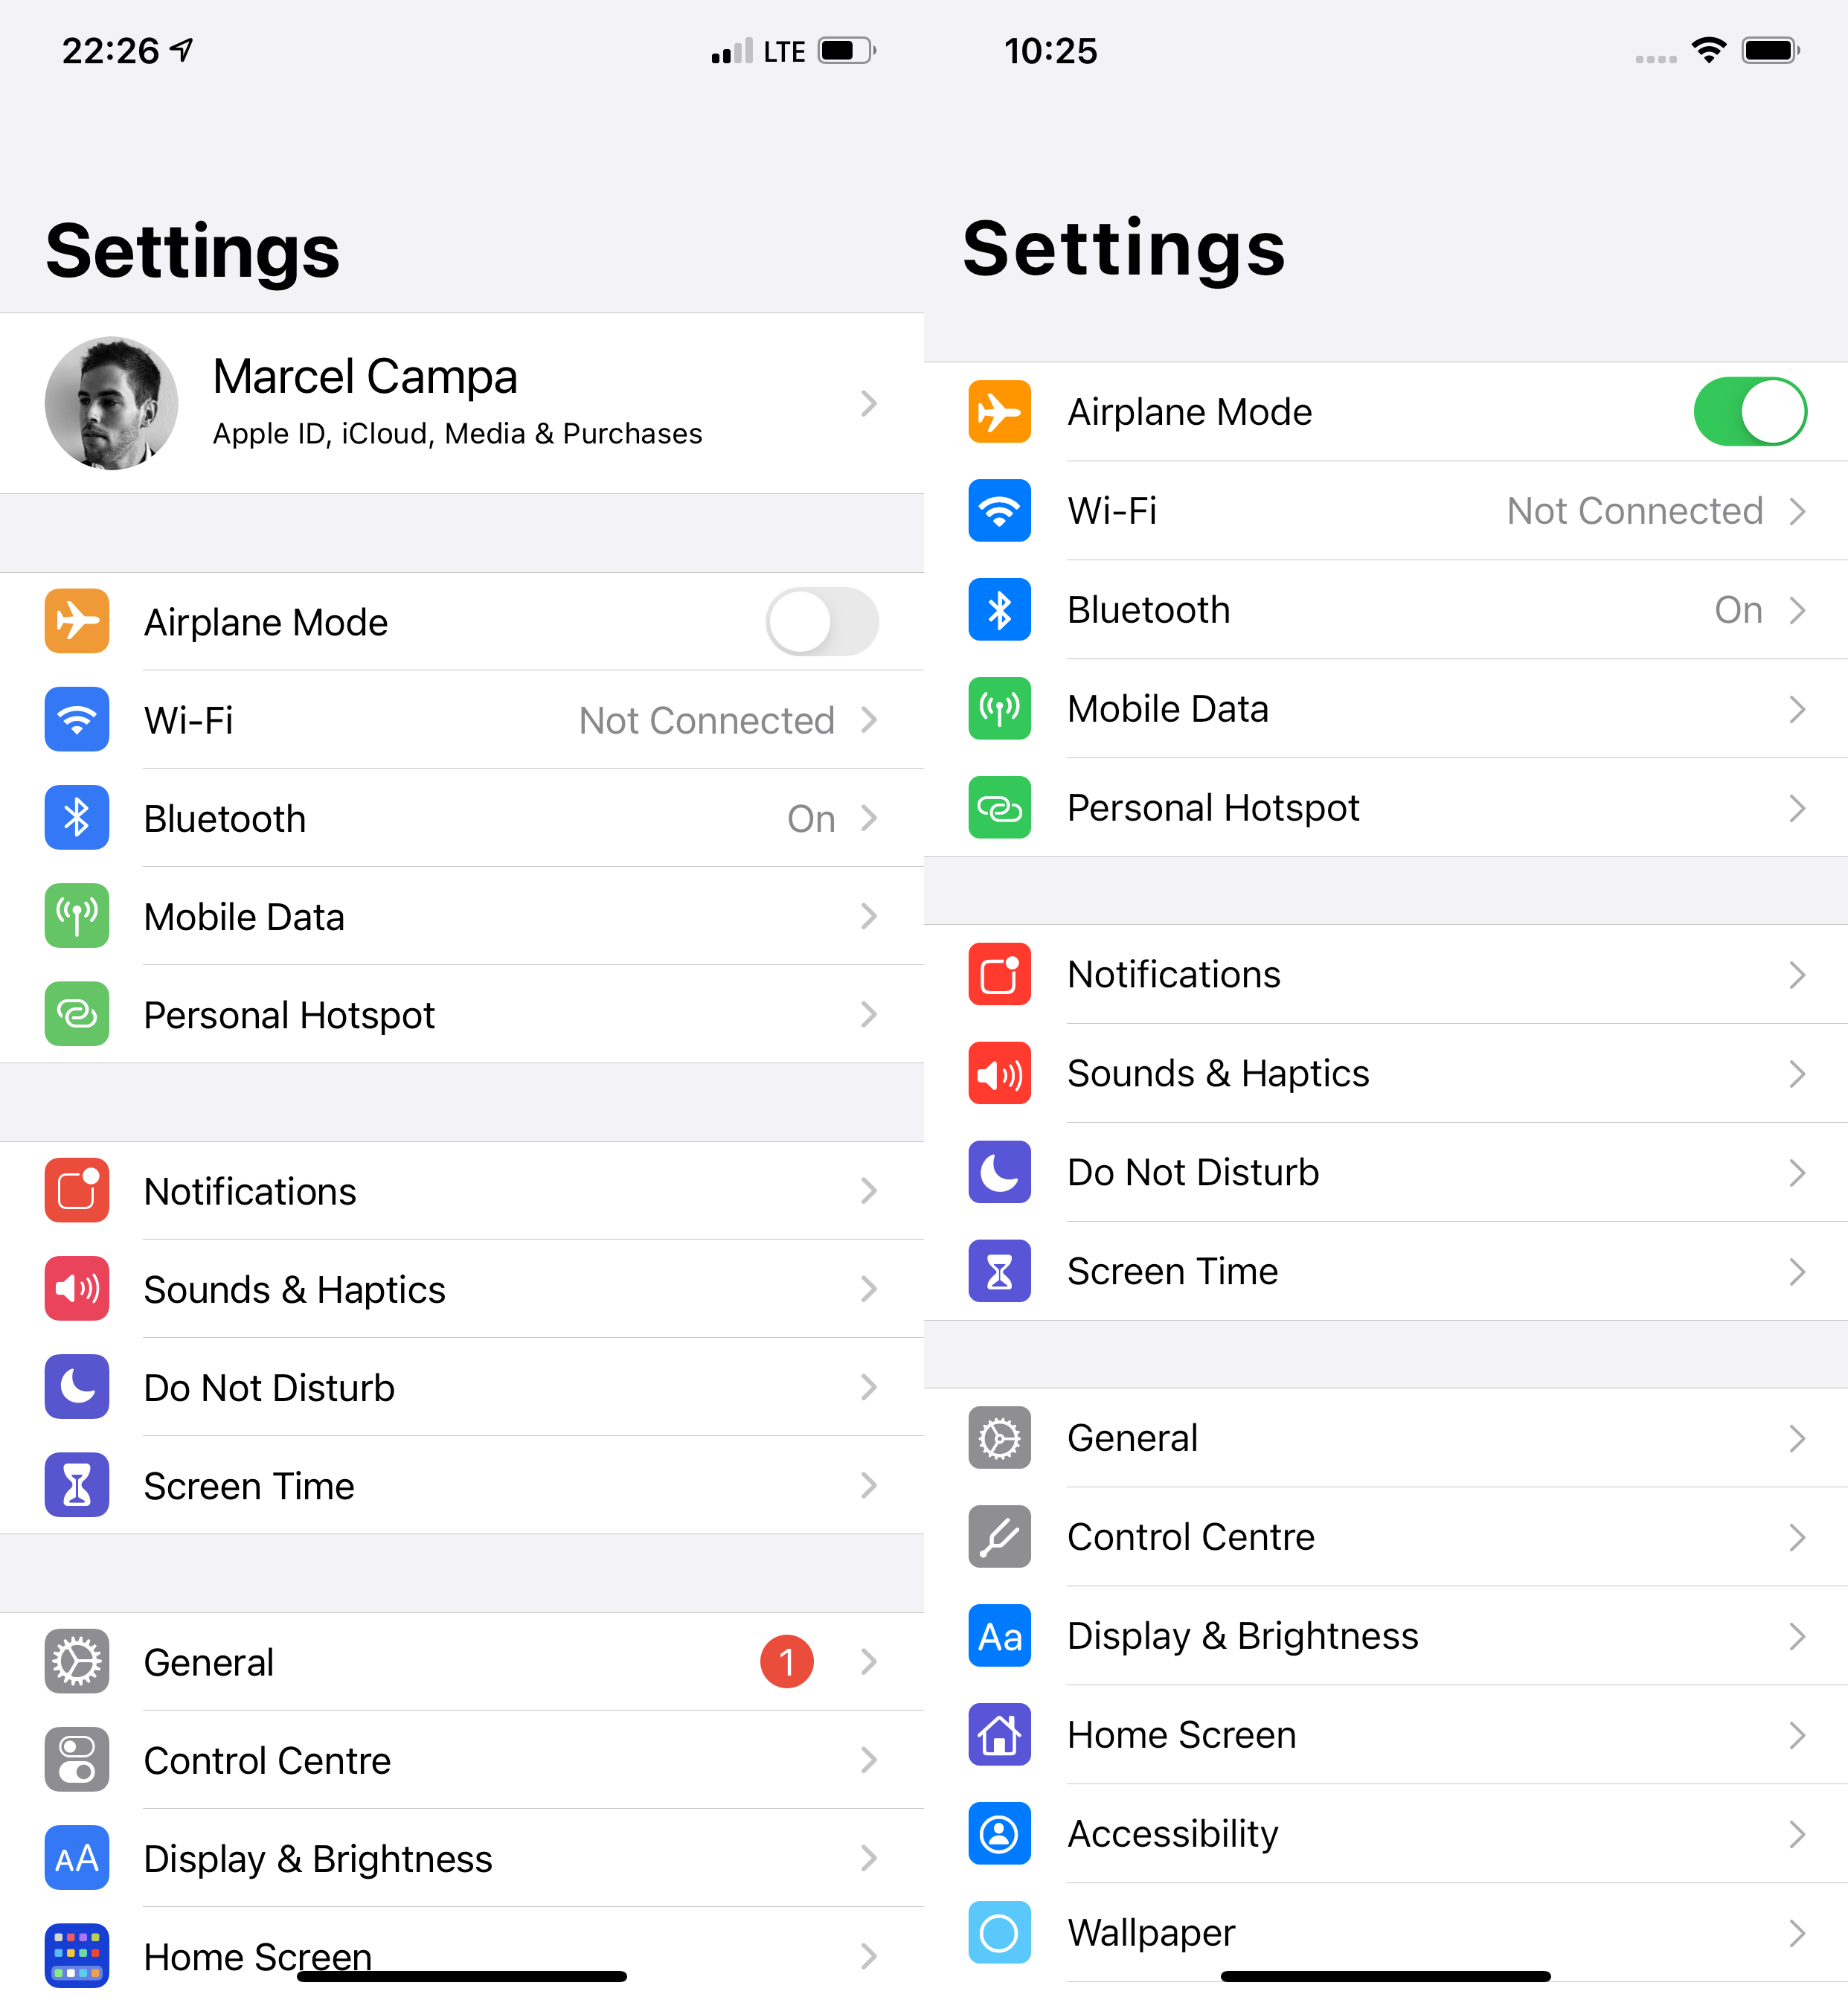 22:26
LTE
Settings
Marcel Campa
Apple ID, iCloud, Media & Purchases
Airplane Mode
Wi-Fi Not Connected
Bluetooth On
Mobile Data
Personal Hotspot
Notifications
Sounds & Haptics
Do Not Disturb
Screen Time
General 1
Control Centre
AA Display & Brightness
Home Screen
10:25
Settings
Airplane Mode
Wi-Fi Not Connected
Bluetooth On
Mobile Data
Personal Hotspot
Notifications
Sounds & Haptics
Do Not Disturb
Screen Time
General
Control Centre
Aa Display & Brightness
Home Screen
Accessibility
Wallpaper